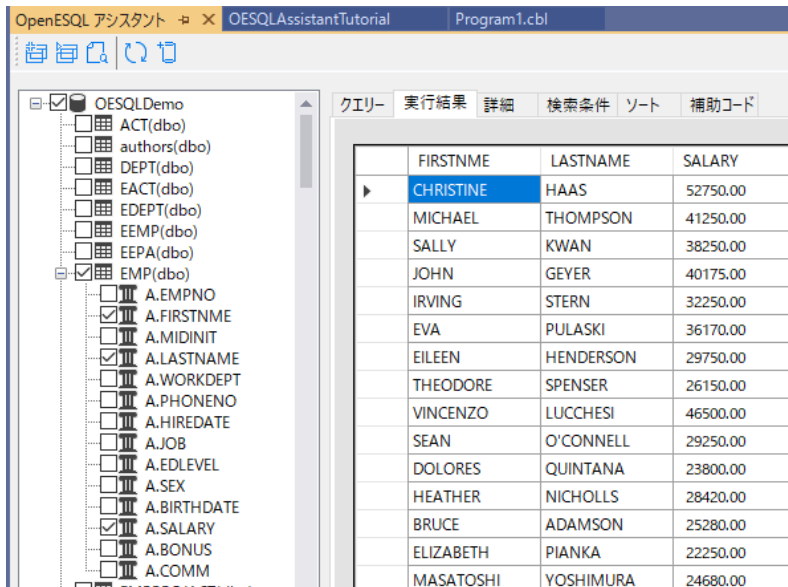 OpenESQL アシスタント
OESQLAssistantTutorial
Program1.cbl
OESQLDemo
ACT(dbo)
authors(dbo)
DEPT(dbo)
EACT(dbo)
EDEPT(dbo)
EEMP(dbo)
EEPA(dbo)
EMP(dbo)
A.EMPNO
A.FIRSTNME
A.MIDINIT
A.LASTNAME
A.WORKDEPT
A.PHONENO
A.HIREDATE
A.JOB
A.EDLEVEL
A.SEX
A.BIRTHDATE
A.SALARY
A.BONUS
A.COMM
クエリー 実行結果 詳細 検索条件 ソート 補助コード
FIRSTNME LASTNAME SALARY
CHRISTINE HAAS 52750.00
MICHAEL THOMPSON 41250.00
SALLY KWAN 38250.00
JOHN GEYER 40175.00
IRVING STERN 32250.00
EVA PULASKI 36170.00
EILEEN HENDERSON 29750.00
THEODORE SPENSER 26150.00
VINCENZO LUCCHESI 46500.00
SEAN O'CONNELL 29250.00
DOLORES QUINTANA 23800.00
HEATHER NICHOLLS 28420.00
BRUCE ADAMSON 25280.00
ELIZABETH PIANKA 22250.00
MASATOSHI YOSHIMURA 24680.00